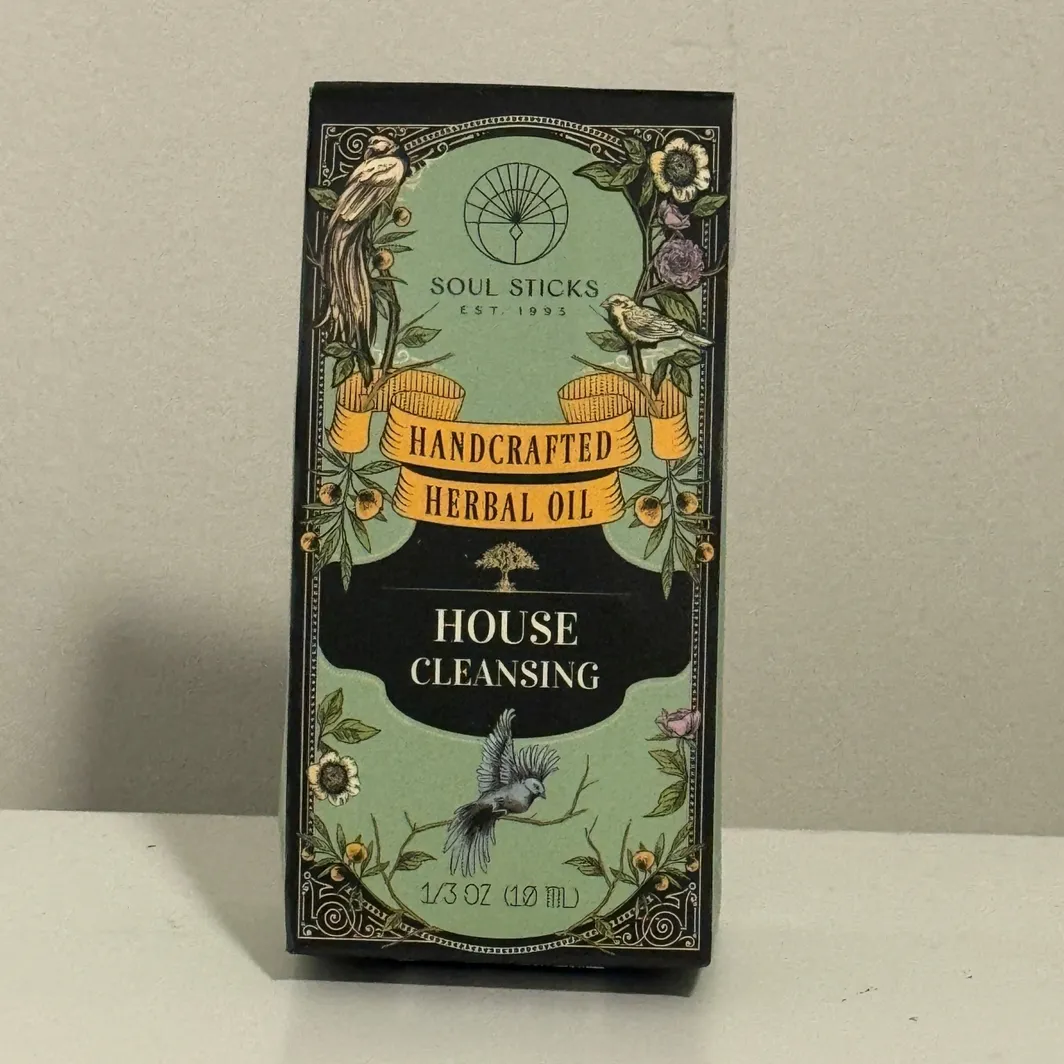 SOUL STICKS
EST. 1993
HANDCRAFTED
HERBAL OIL
HOUSE
CLEANSING
1/3 OZ (10 ML)